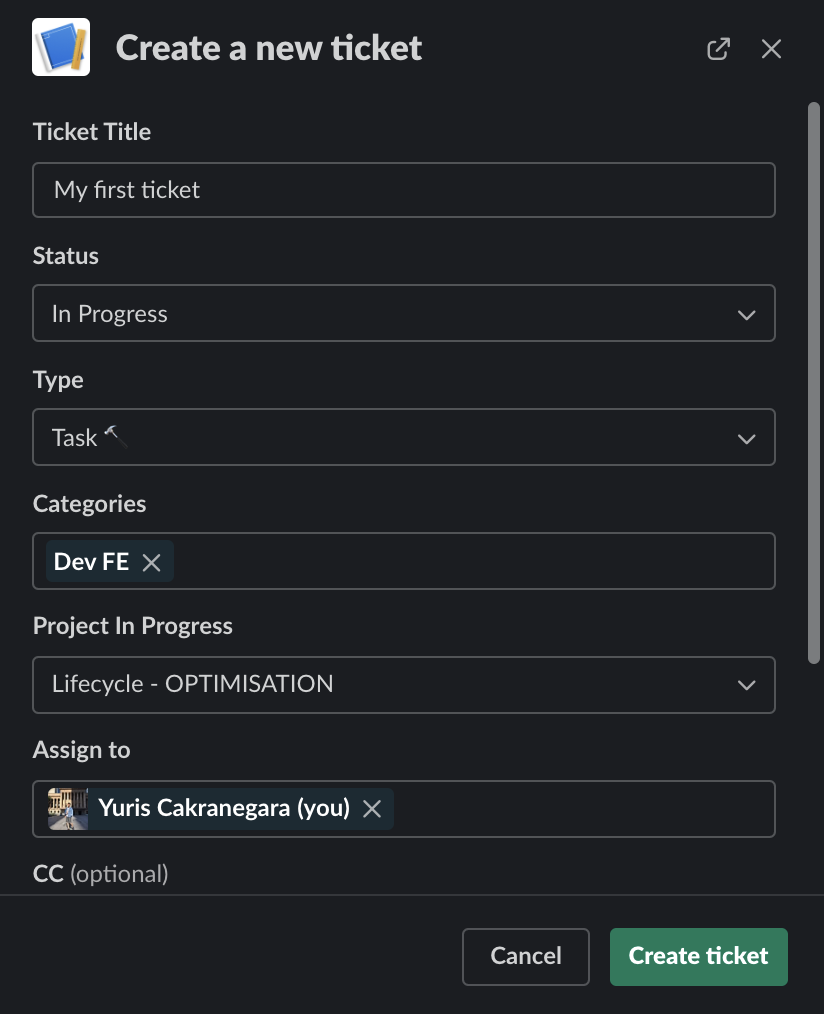 Create a new ticket
Ticket Title
My first ticket
Status
In Progress
Type
Task 🔨
Categories
Dev FE
Project In Progress
Lifecycle - OPTIMISATION
Assign to
Yuris Cakranegara (you)
CC (optional)
Cancel
Create ticket